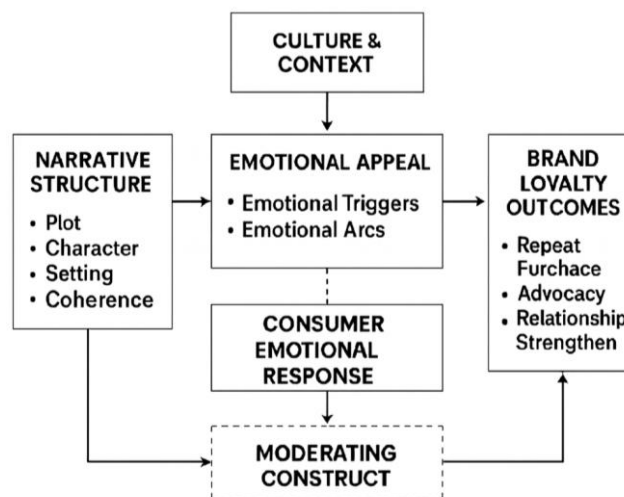 CULTURE &
CONTEXT
NARRATIVE
STRUCTURE
• Plot
• Character
• Setting
• Coherence
EMOTIONAL APPEAL
• Emotional Triggers
• Emotional Arcs
BRAND
LOVALTY
OUTCOMES
• Repeat
Furchace
• Advocacy
• Relationship
Strengthen
CONSUMER
EMOTIONAL
RESPONSE
MODERATING
CONSTRUCT